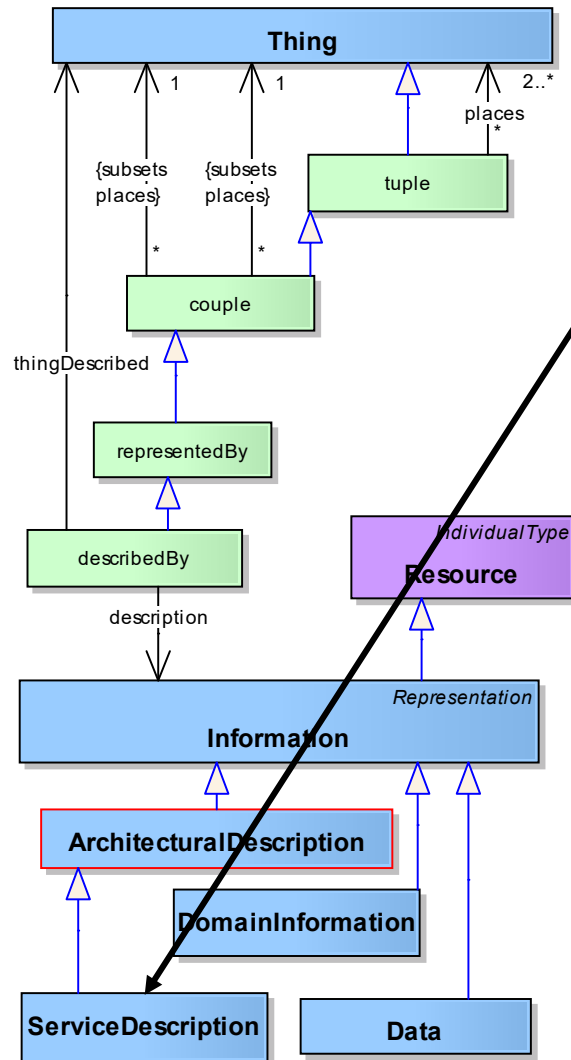 Thing
1
1
2..*
places
*
{subsets
places}
{subsets
places}
tuple
*
*
couple
thingDescribed
representedBy
describedBy
IndividualType
Resource
description
Representation
Information
ArchitecturalDescription
DomainInformation
ServiceDescription
Data